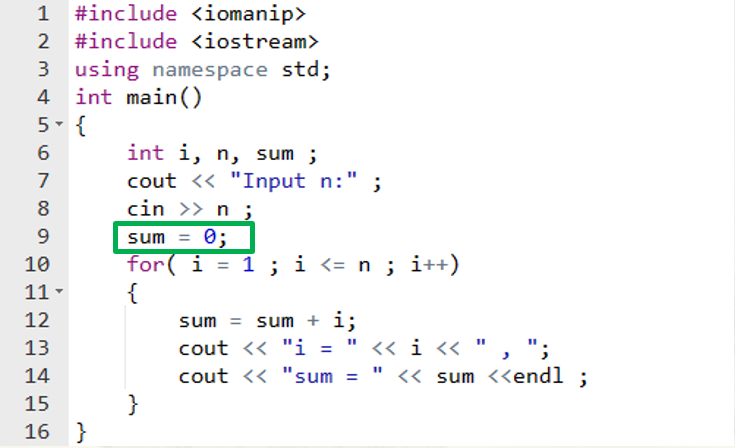 1 #include <iomanip>
2 #include <iostream>
3 using namespace std;
4 int main()
5 {
6     int i, n, sum ;
7     cout << "Input n:" ;
8     cin >> n ;
9     sum = 0;
10     for( i = 1 ; i <= n ; i++)
11     {
12         sum = sum + i;
13         cout << "i = " << i << " , ";
14         cout << "sum = " << sum <<endl ;
15     }
16 }